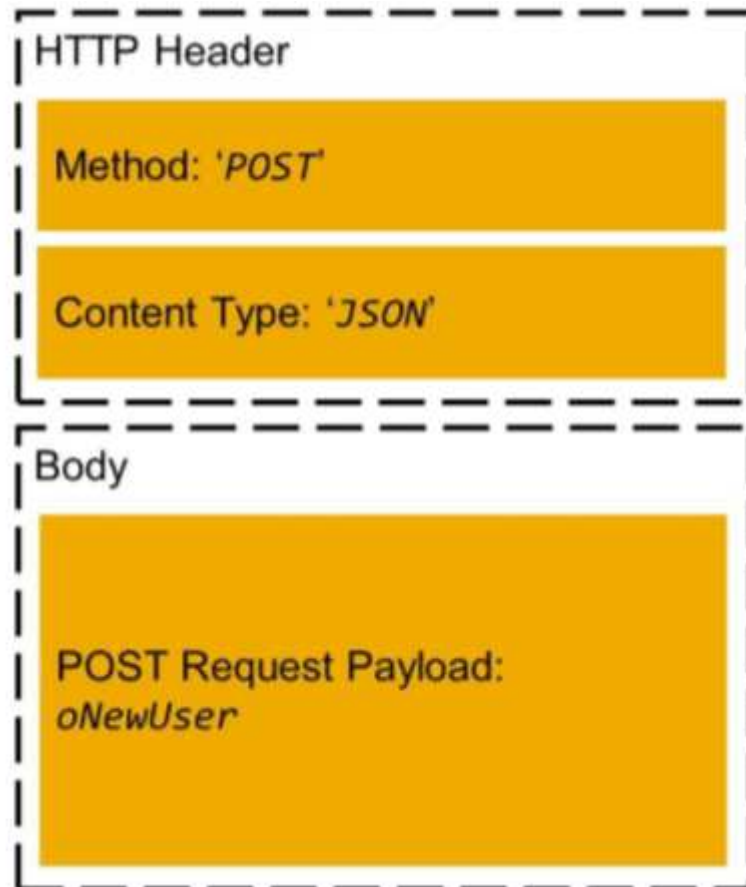 HTTP Header
Method: ‘POST’
Content Type: ‘JSON’
Body
POST Request Payload:
oNewUser